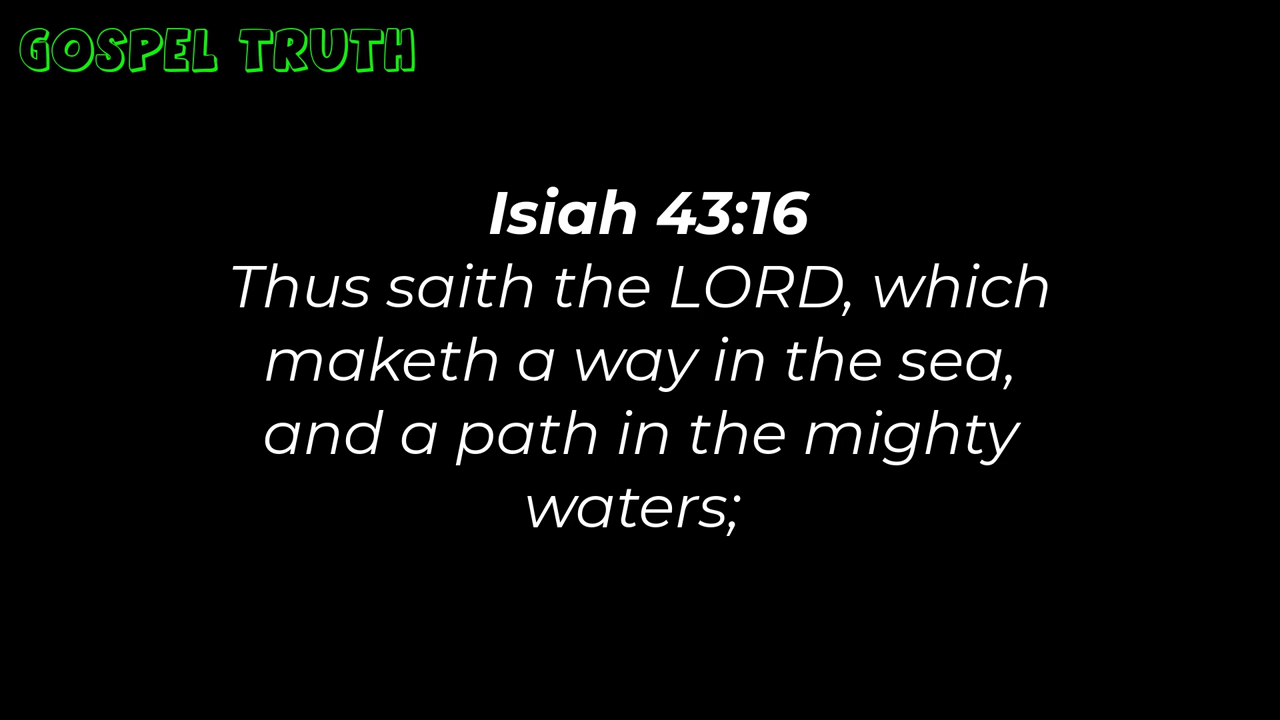 GOSPEL TRUTH
Isiah 43:16
Thus saith the LORD, which
maketh a way in the sea,
and a path in the mighty
waters;